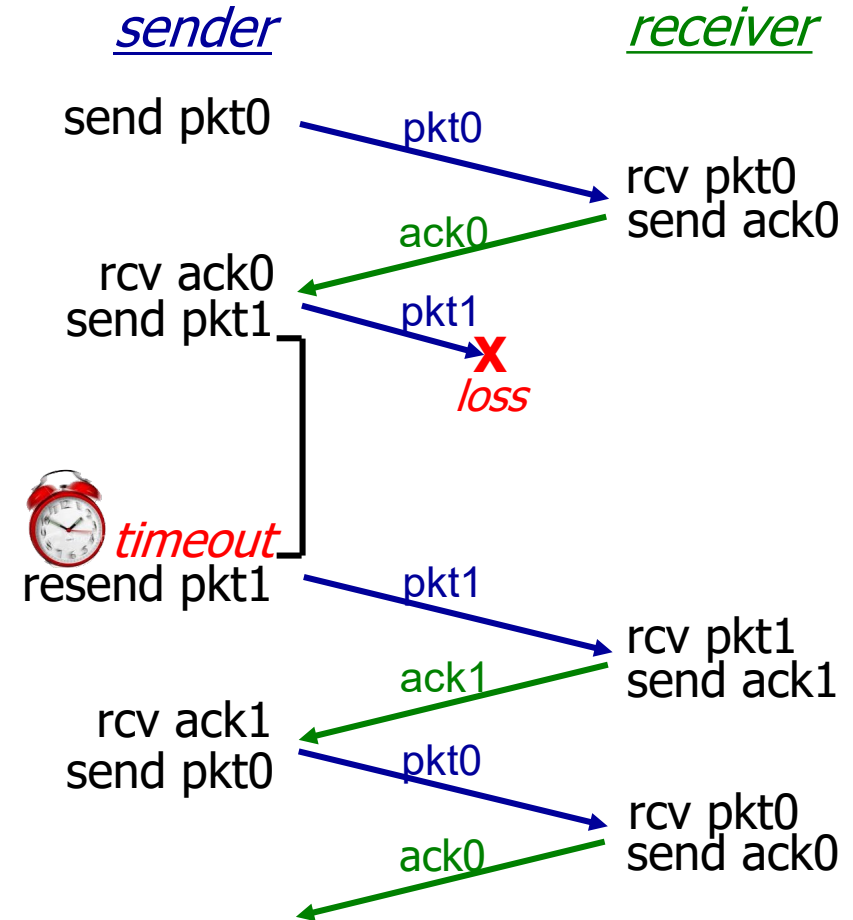 sender receiver
send pkt0
pkt0
rcv pkt0
send ack0
ack0
rcv ack0
send pkt1
pkt1
X
loss
timeout
resend pkt1
pkt1
rcv pkt1
send ack1
ack1
rcv ack1
send pkt0
pkt0
rcv pkt0
send ack0
ack0